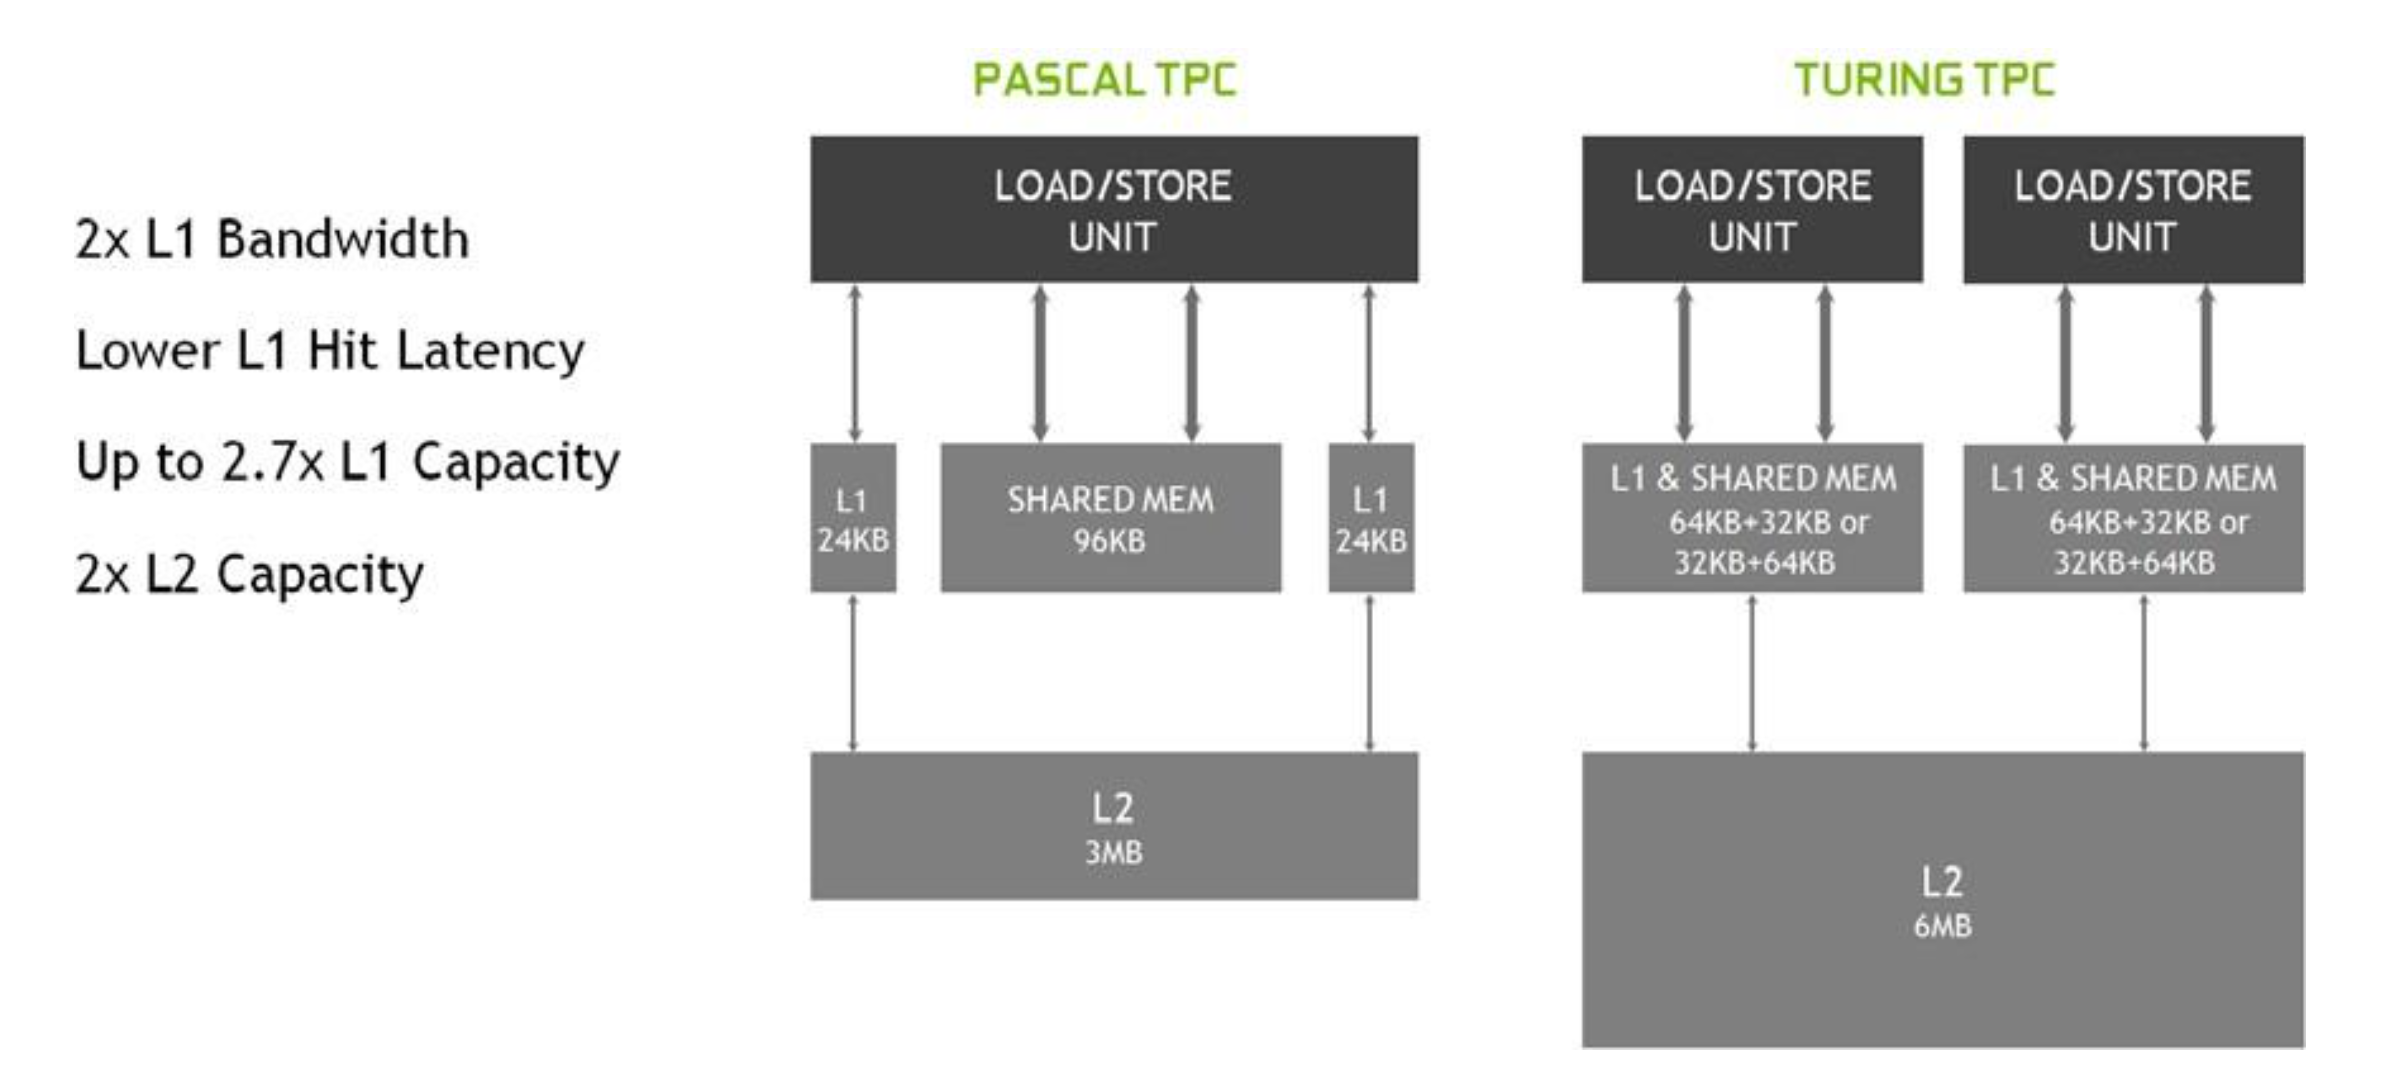 2x L1 Bandwidth
Lower L1 Hit Latency
Up to 2.7x L1 Capacity
2x L2 Capacity
PASCAL TPC
LOAD/STORE
UNIT
L1
24KB
SHARED MEM
96KB
L1
24KB
L2
3MB
TURING TPC
LOAD/STORE
UNIT
LOAD/STORE
UNIT
L1 & SHARED MEM
64KB+32KB or
32KB+64KB
L1 & SHARED MEM
64KB+32KB or
32KB+64KB
L2
6MB